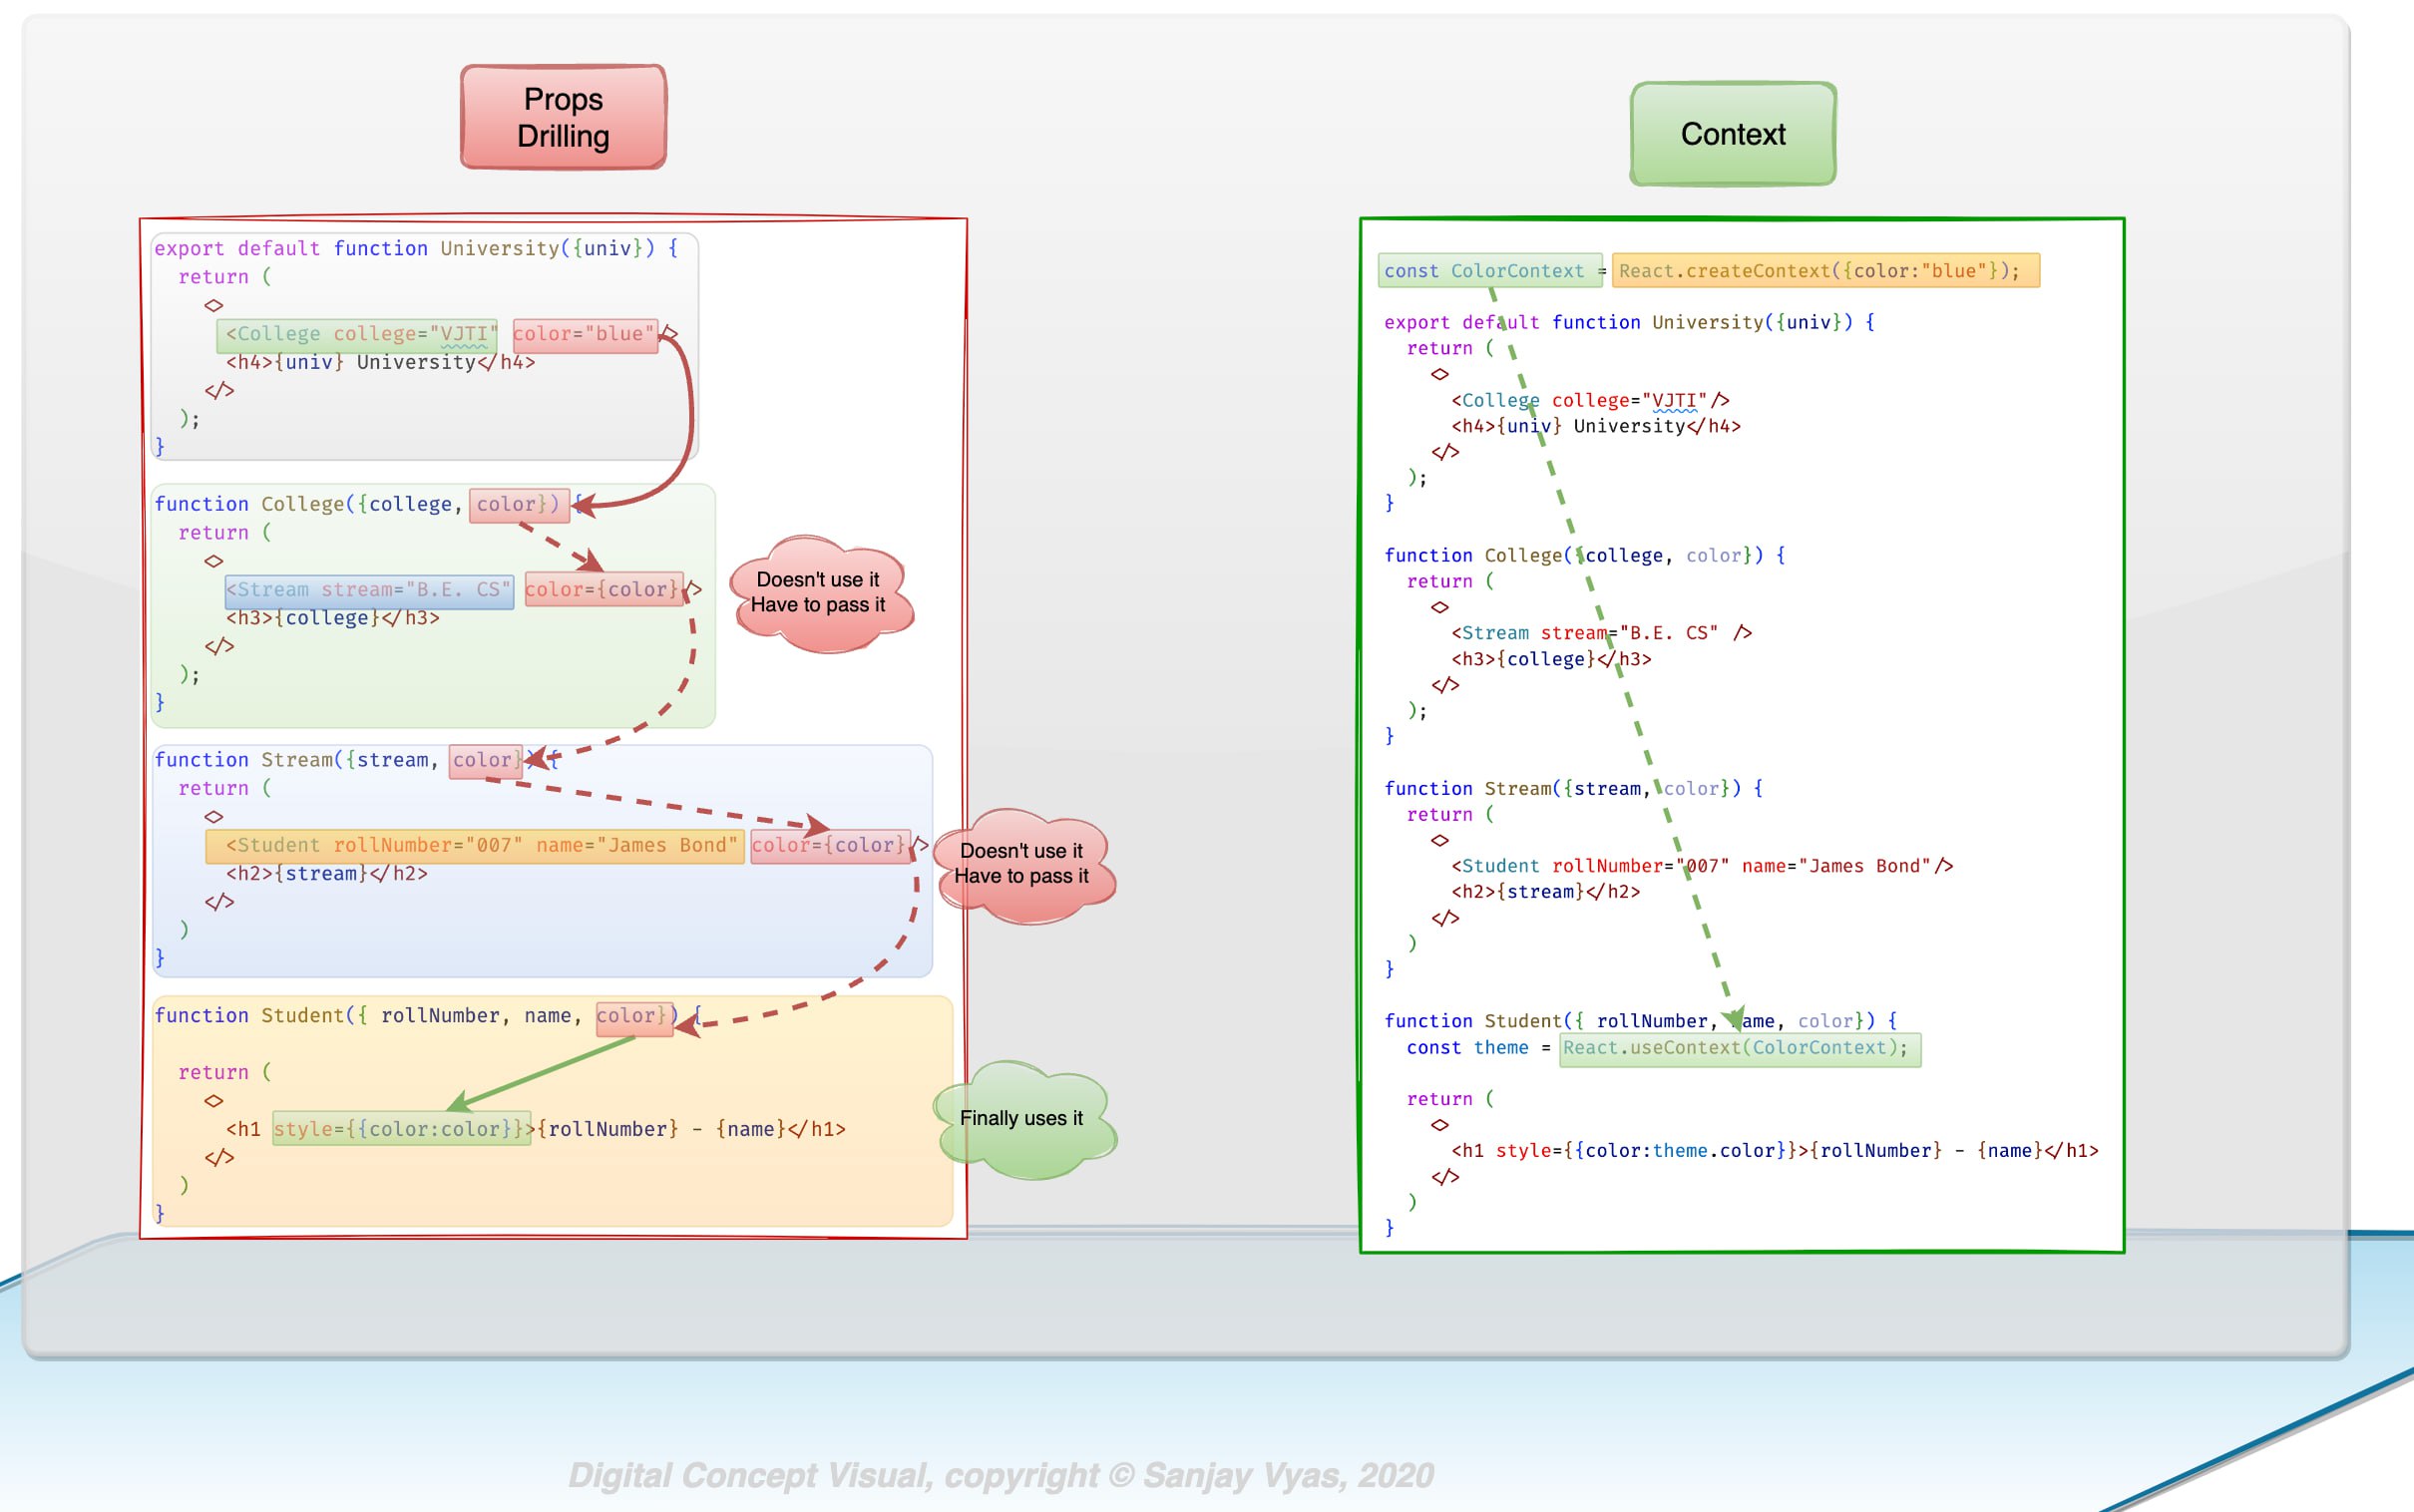 Props
Drilling
export default function University({univ}) {
return (
<>
<College college="VJTI" color="blue"/>
<h4>{univ} University</h4>
</>
);
}
function College({college, color}) {
return (
<>
<Stream stream="B.E. CS" color={color}/>
<h3>{college}</h3>
</>
);
}
Doesn't use it
Have to pass it
function Stream({stream, color}) {
return (
<>
<Student rollNumber="007" name="James Bond" color={color}/>
<h2>{stream}</h2>
</>
)
}
Doesn't use it
Have to pass it
function Student({ rollNumber, name, color}) {
return (
<>
<h1 style={{color:color}}>{rollNumber} - {name}</h1>
</>
)
}
Finally uses it
Context
const ColorContext = React.createContext({color:"blue"});
export default function University({univ}) {
return (
<>
<College college="VJTI"/>
<h4>{univ} University</h4>
</>
);
}
function College({college, color}) {
return (
<>
<Stream stream="B.E. CS" />
<h3>{college}</h3>
</>
);
}
function Stream({stream, color}) {
return (
<>
<Student rollNumber="007" name="James Bond"/>
<h2>{stream}</h2>
</>
)
}
function Student({ rollNumber, name, color}) {
const theme = React.useContext(ColorContext);
return (
<>
<h1 style={{color:theme.color}}>{rollNumber} - {name}</h1>
</>
)
}
Digital Concept Visual, copyright © Sanjay Vyas, 2020